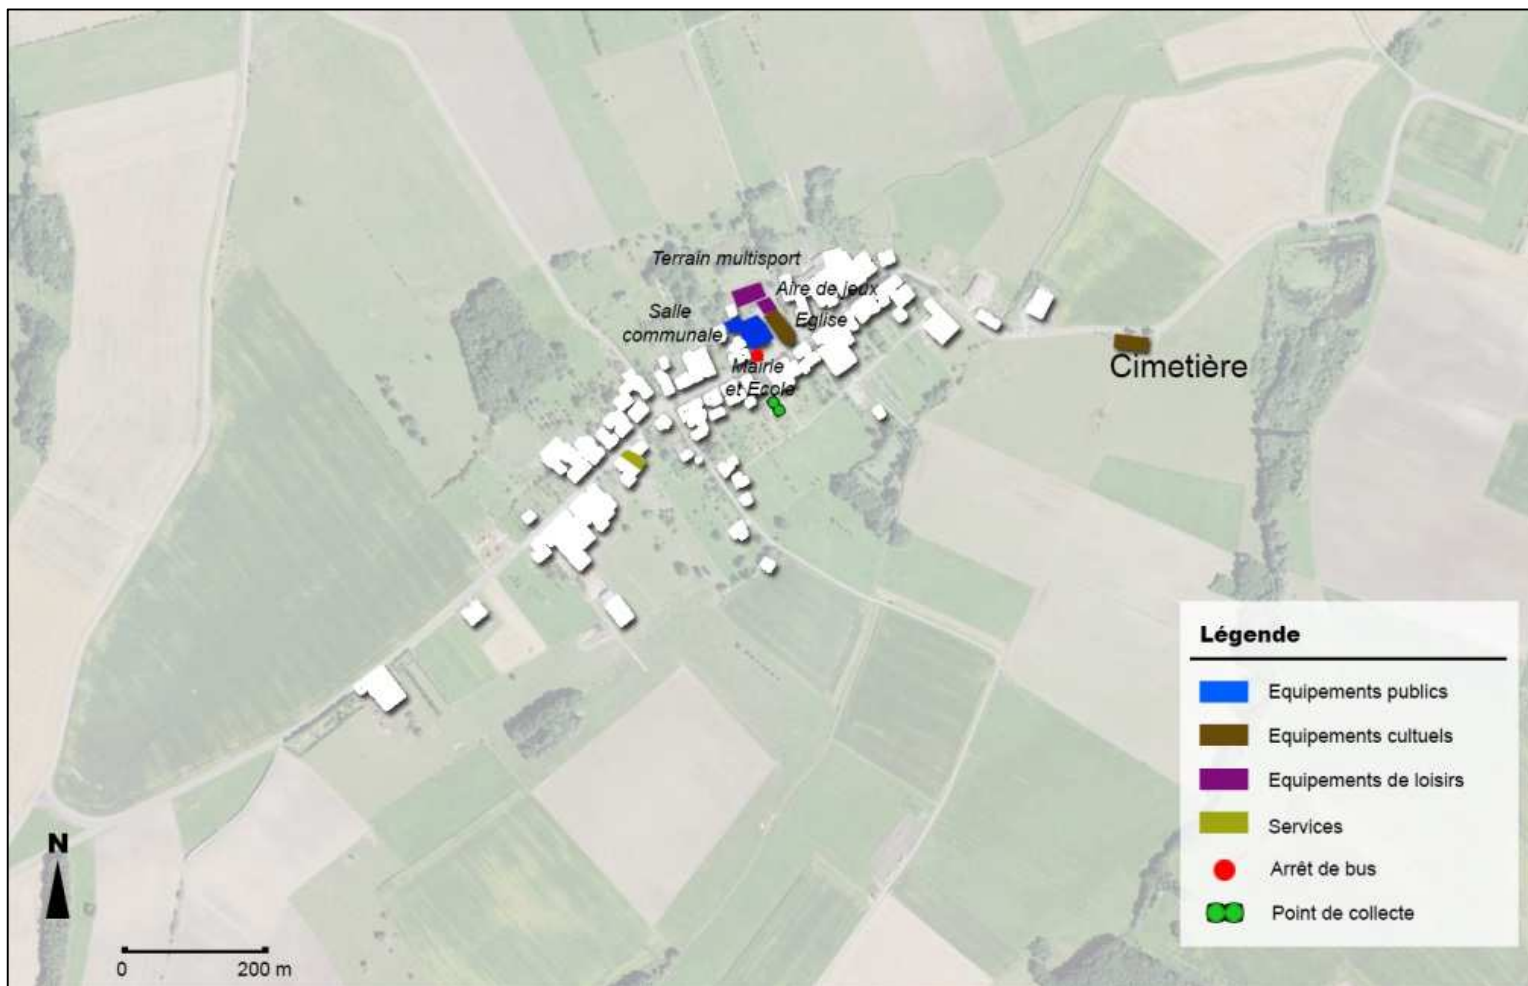 Terrain multisport
Aire de jeux
Salle
communale
Eglise
Mairie
et Ecole
Cimetière
Légende
Equipements publics
Equipements cultuels
Equipements de loisirs
Services
Arrêt de bus
Point de collecte
N
0 200 m